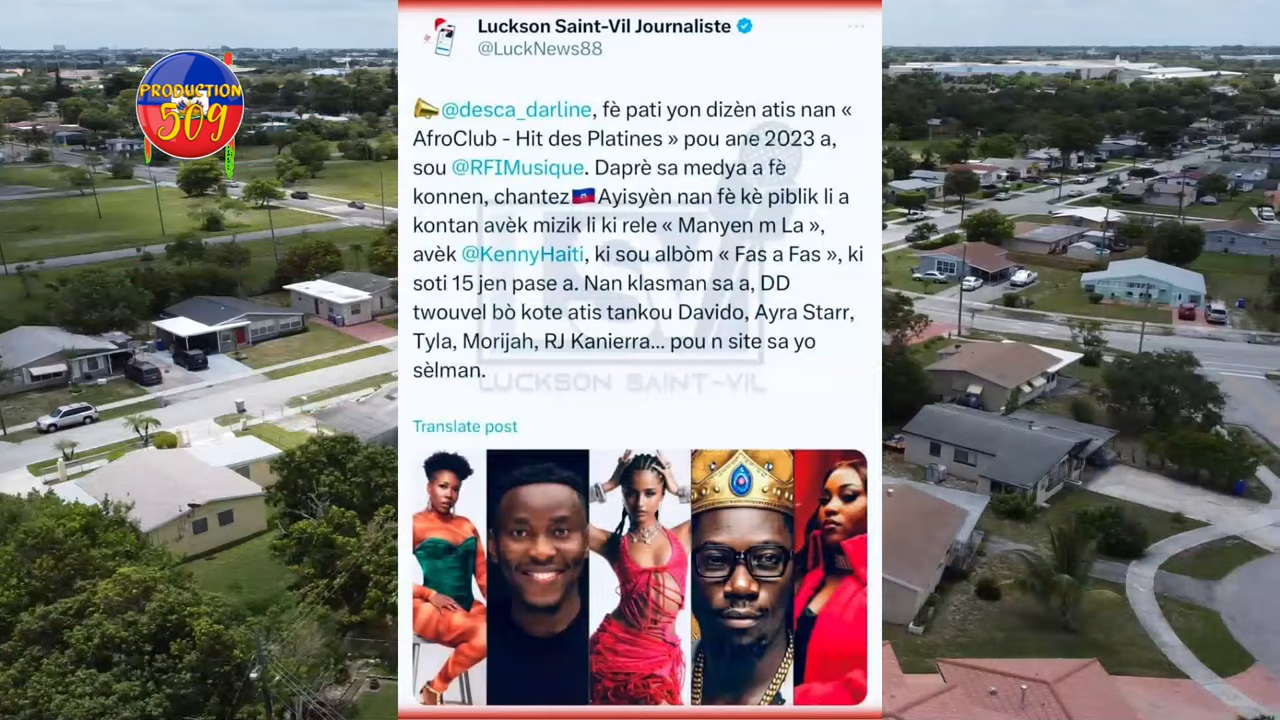 PRODUCTION
509
Luckson Saint-Vil Journaliste
@LuckNews88
@desca_darline, fè pati yon dizèn atis nan «
AfroClub - Hit des Platines » pou ane 2023 a,
sou @RFIMusique. Daprè sa medya a fè
konnen, chantez Ayisyèn nan fè kè piblik li a
kontan avèk mizik li ki rele « Manyen m La »,
avèk @KennyHaiti, ki sou albòm « Fas a Fas », ki
soti 15 jen pase a. Nan klasman sa a, DD
twouvel bò kote atis tankou Davido, Ayra Starr,
Tyla, Morijah, RJ Kanierra... pou n site sa yo
sèlman.
LUCKSON SAINT-VIL
Translate post